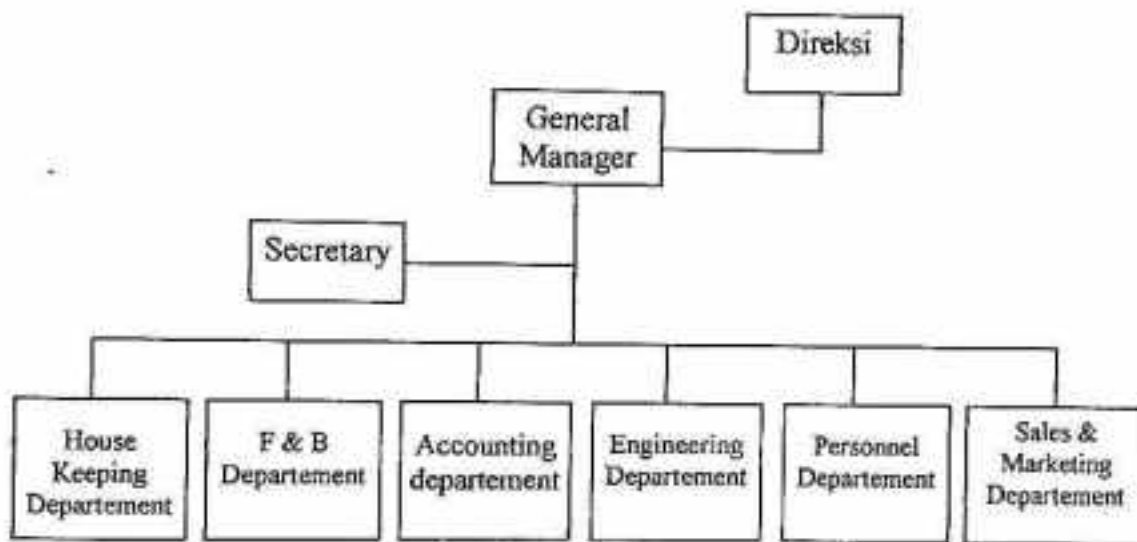 Direksi
General
Manager
Secretary
House
Keeping
Departement
F & B
Departement
Accounting
departement
Engineering
Departement
Personnel
Departement
Sales &
Marketing
Departement